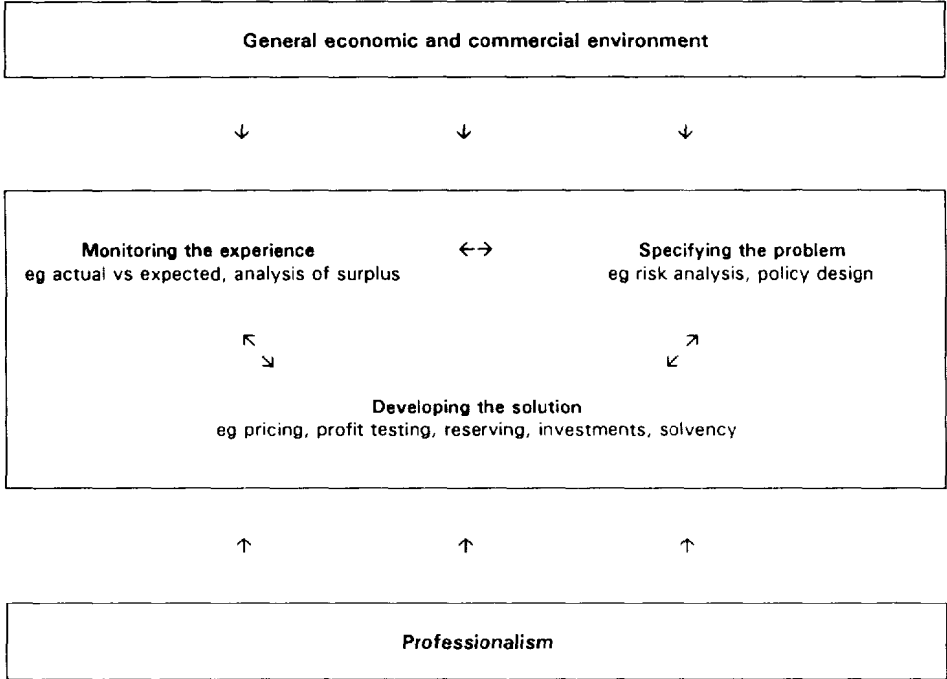 General economic and commercial environment
↓ ↓ ↓
Monitoring the experience ←→ Specifying the problem
eg actual vs expected, analysis of surplus eg risk analysis, policy design
↖ ↗
↘ ↙
Developing the solution
eg pricing, profit testing, reserving, investments, solvency
↑ ↑ ↑
Professionalism